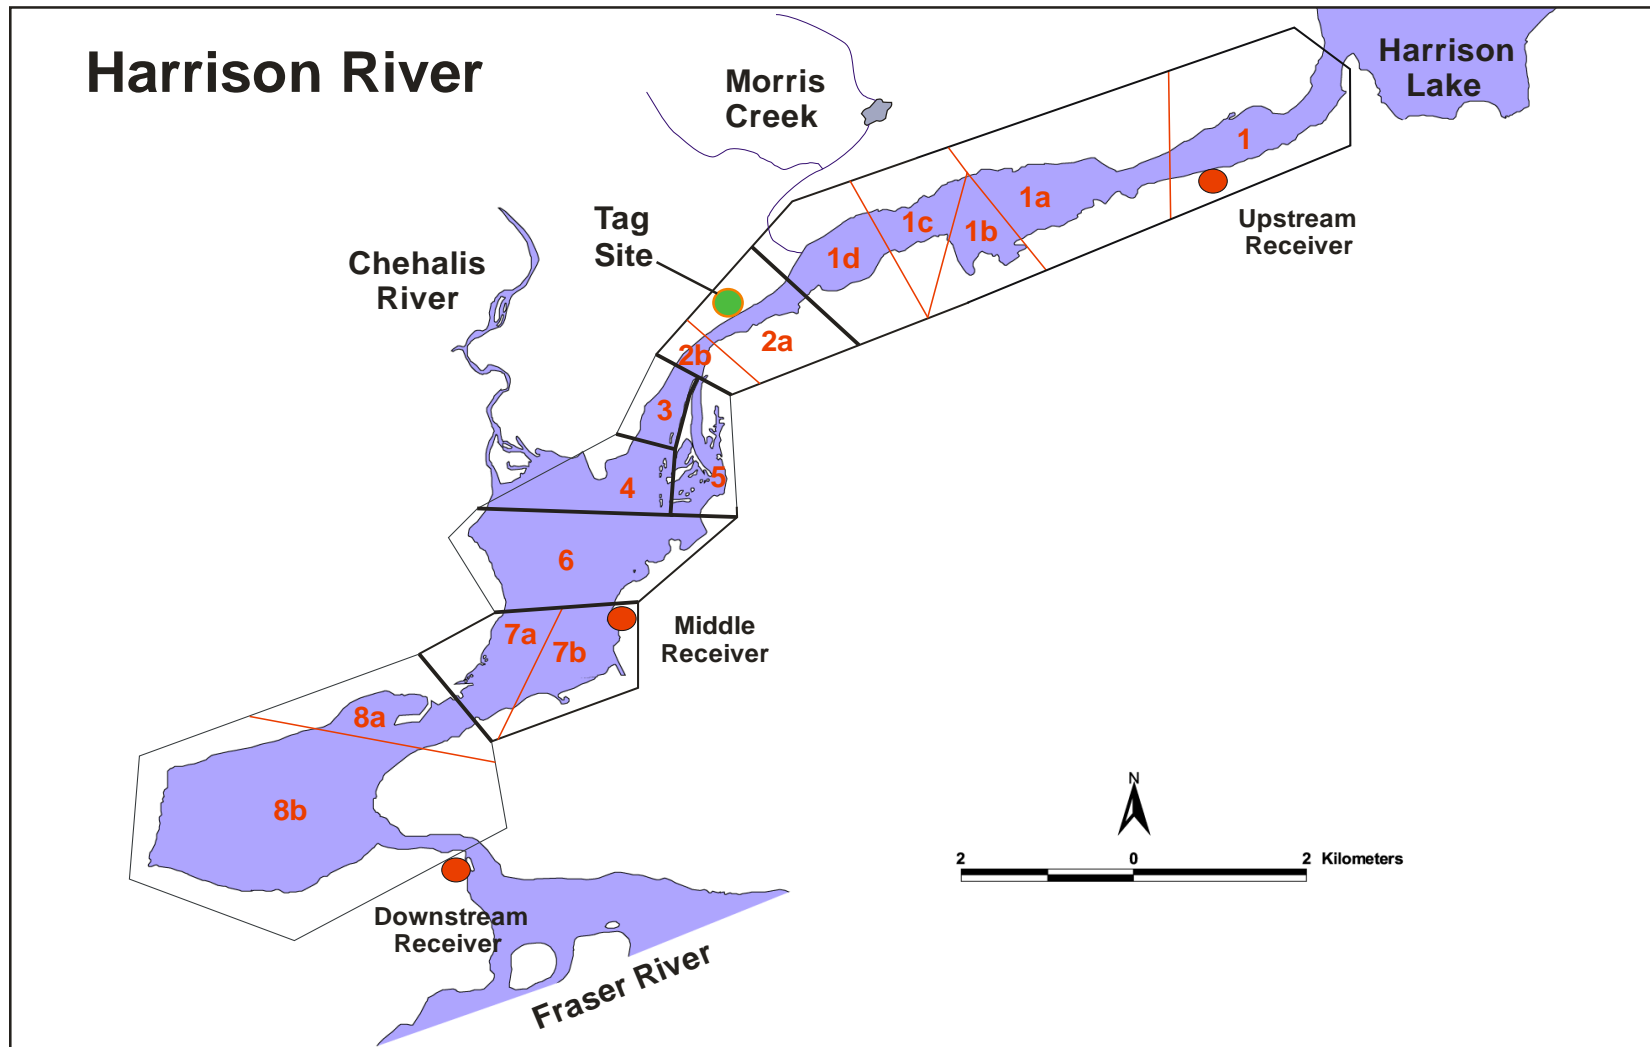 Harrison River
Harrison
Lake
Morris
Creek
1
1a
Upstream
Receiver
1c
1b
Tag
Site
1d
Chehalis
River
2a
2b
3
5
4
6
Middle
Receiver
7a
7b
8a
8b
N
2 0 2 Kilometers
Downstream
Receiver
Fraser River